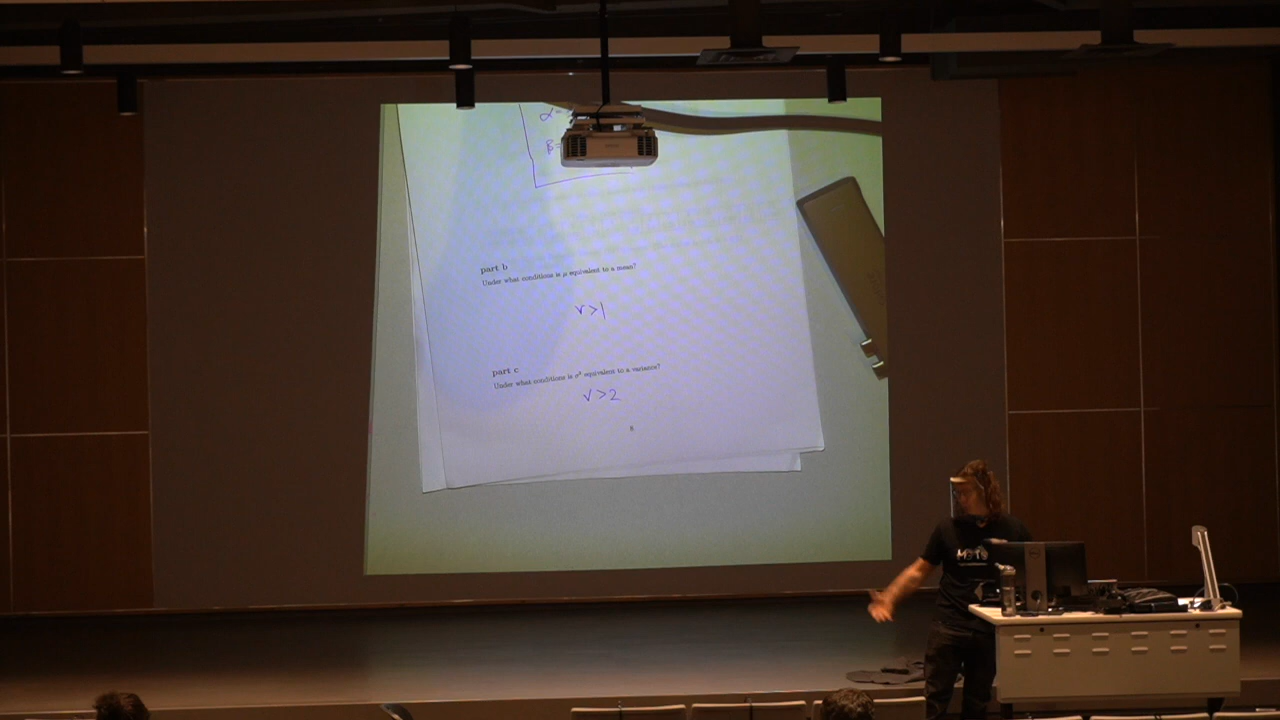 α=
β=
part b
Under what conditions is μ equivalent to a mean?
ν>1
part c
Under what conditions is σ² equivalent to a variance?
ν>2
8